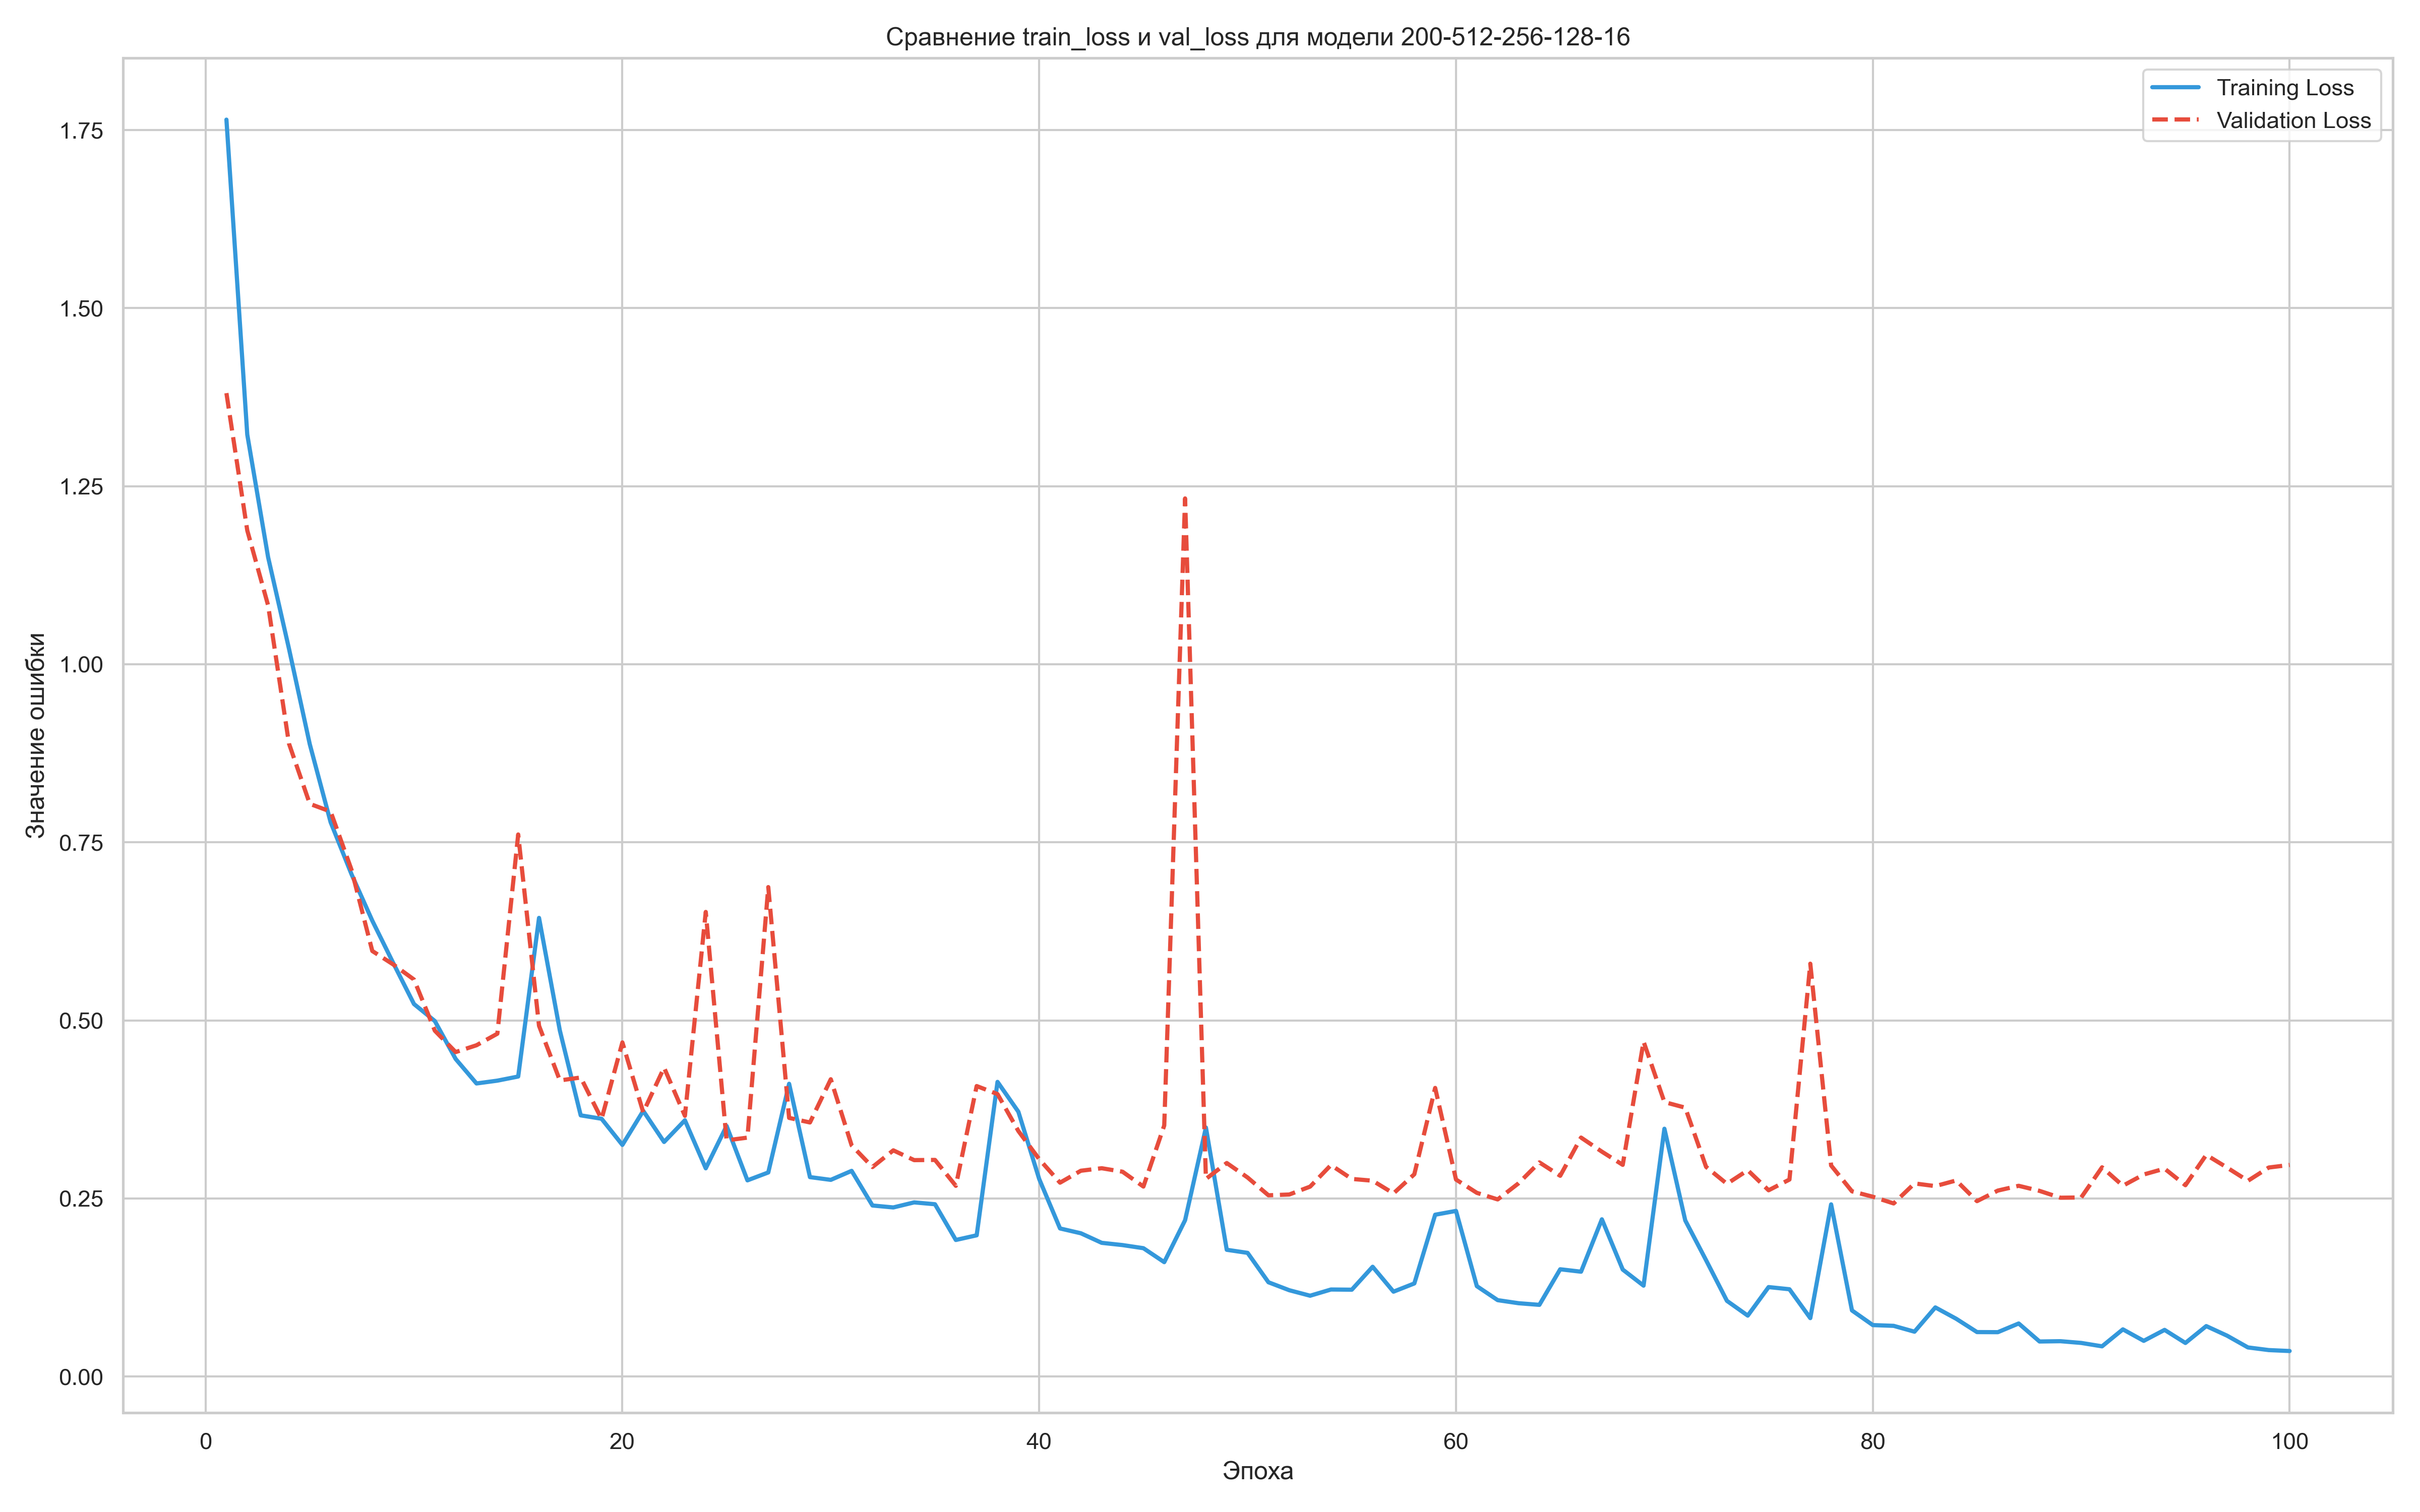 Сравнение train_loss и val_loss для модели 200-512-256-128-16
Training Loss
Validation Loss
1.75
1.50
1.25
1.00
0.75
0.50
0.25
0.00
Значение ошибки
0
20
40
60
80
100
Эпоха